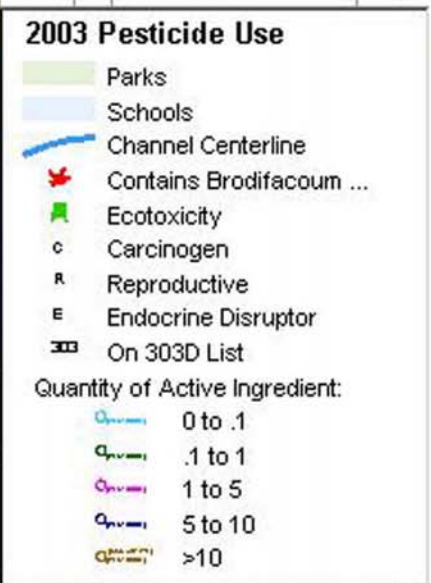 2003 Pesticide Use
Parks
Schools
Channel Centerline
Contains Brodifacoum ...
Ecotoxicity
C Carcinogen
R Reproductive
E Endocrine Disruptor
303 On 303D List
Quantity of Active Ingredient:
0 to .1
.1 to 1
1 to 5
5 to 10
>10